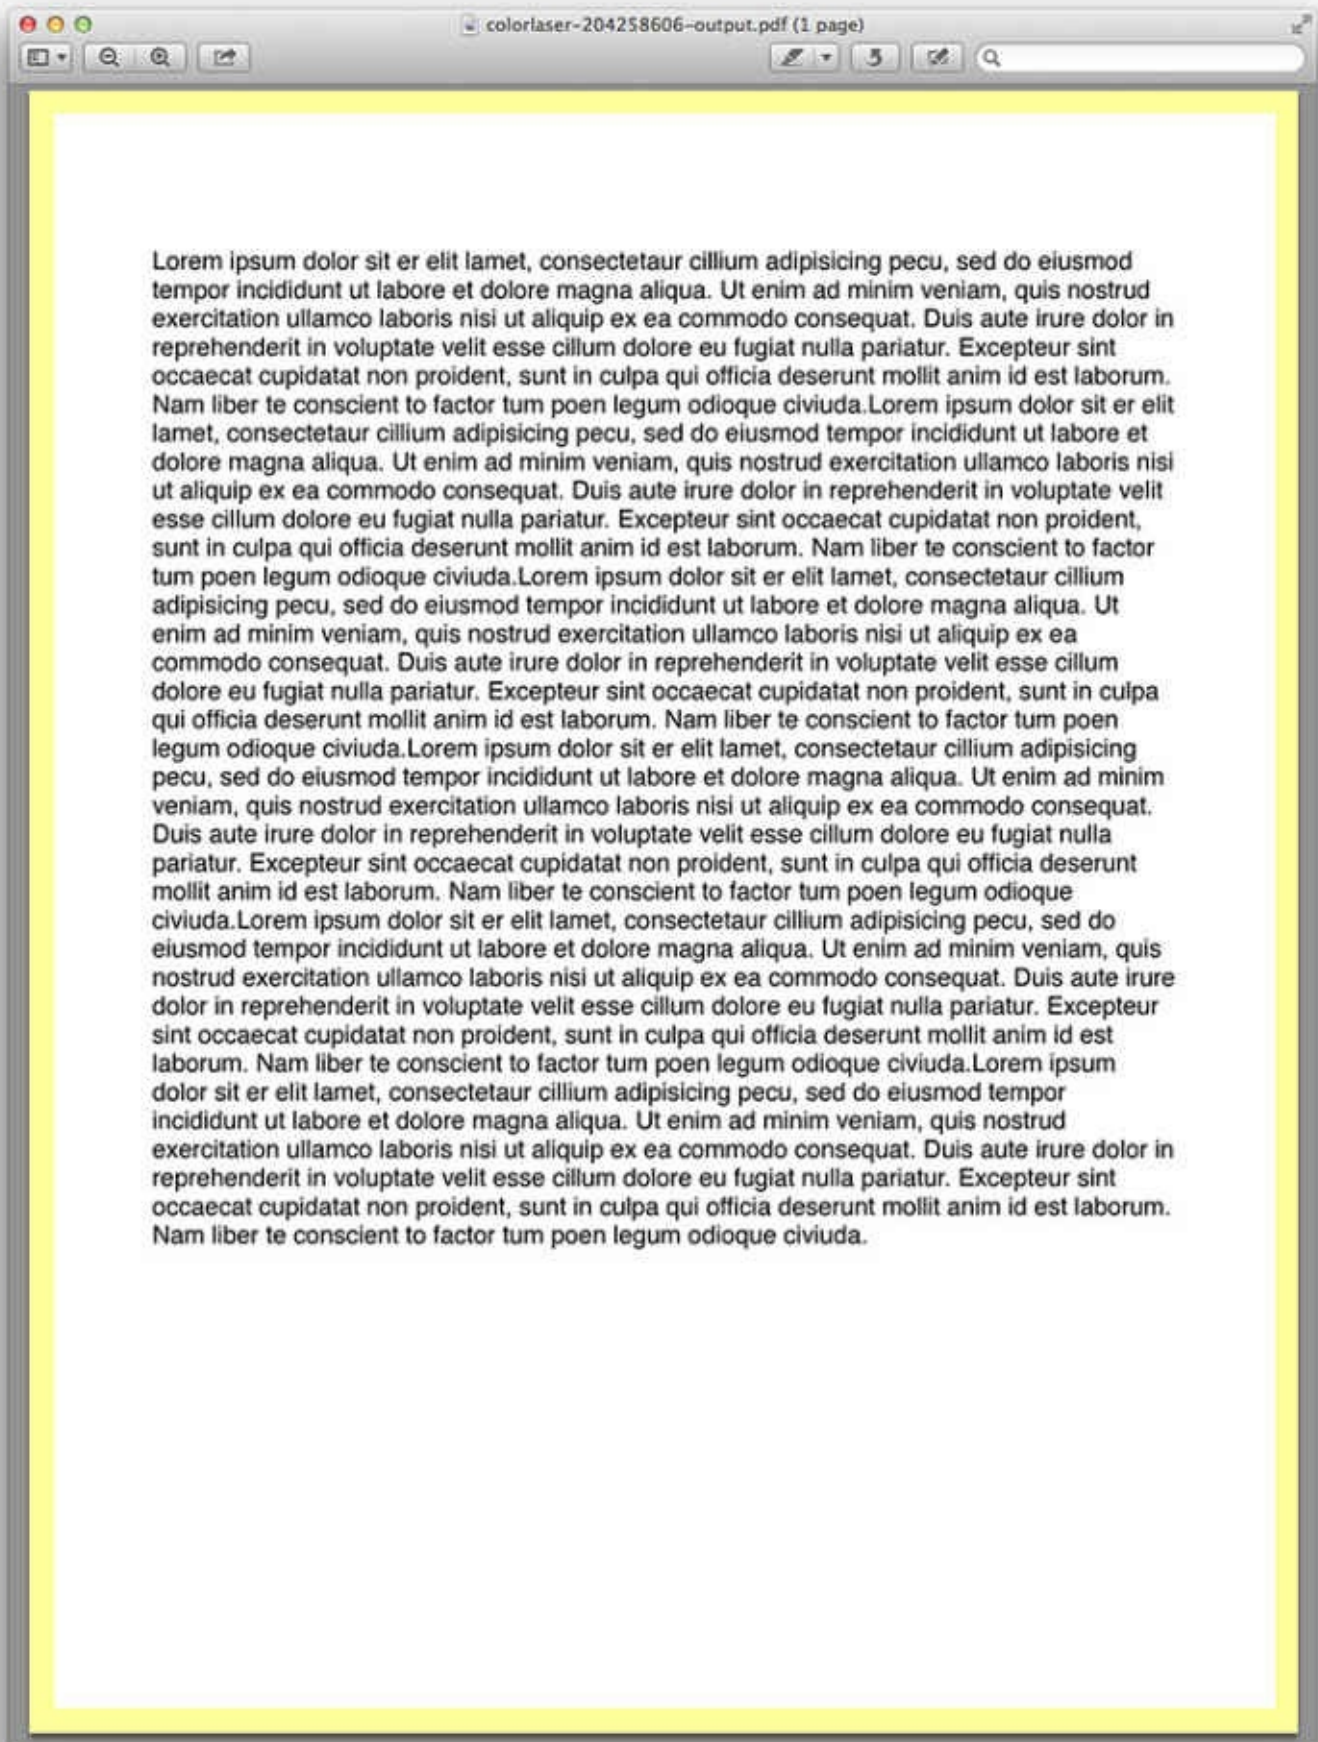 colorlaser-204258606-output.pdf (1 page)
Lorem ipsum dolor sit er elit lamet, consectetaur cillium adipisicing pecu, sed do eiusmod
tempor incididunt ut labore et dolore magna aliqua. Ut enim ad minim veniam, quis nostrud
exercitation ullamco laboris nisi ut aliquip ex ea commodo consequat. Duis aute irure dolor in
reprehenderit in voluptate velit esse cillum dolore eu fugiat nulla pariatur. Excepteur sint
occaecat cupidatat non proident, sunt in culpa qui officia deserunt mollit anim id est laborum.
Nam liber te conscient to factor tum poen legum odioque civiuda.Lorem ipsum dolor sit er elit
lamet, consectetaur cillium adipisicing pecu, sed do eiusmod tempor incididunt ut labore et
dolore magna aliqua. Ut enim ad minim veniam, quis nostrud exercitation ullamco laboris nisi
ut aliquip ex ea commodo consequat. Duis aute irure dolor in reprehenderit in voluptate velit
esse cillum dolore eu fugiat nulla pariatur. Excepteur sint occaecat cupidatat non proident,
sunt in culpa qui officia deserunt mollit anim id est laborum. Nam liber te conscient to factor
tum poen legum odioque civiuda.Lorem ipsum dolor sit er elit lamet, consectetaur cillium
adipisicing pecu, sed do eiusmod tempor incididunt ut labore et dolore magna aliqua. Ut
enim ad minim veniam, quis nostrud exercitation ullamco laboris nisi ut aliquip ex ea
commodo consequat. Duis aute irure dolor in reprehenderit in voluptate velit esse cillum
dolore eu fugiat nulla pariatur. Excepteur sint occaecat cupidatat non proident, sunt in culpa
qui officia deserunt mollit anim id est laborum. Nam liber te conscient to factor tum poen
legum odioque civiuda.Lorem ipsum dolor sit er elit lamet, consectetaur cillium adipisicing
pecu, sed do eiusmod tempor incididunt ut labore et dolore magna aliqua. Ut enim ad minim
veniam, quis nostrud exercitation ullamco laboris nisi ut aliquip ex ea commodo consequat.
Duis aute irure dolor in reprehenderit in voluptate velit esse cillum dolore eu fugiat nulla
pariatur. Excepteur sint occaecat cupidatat non proident, sunt in culpa qui officia deserunt
mollit anim id est laborum. Nam liber te conscient to factor tum poen legum odioque
civiuda.Lorem ipsum dolor sit er elit lamet, consectetaur cillium adipisicing pecu, sed do
eiusmod tempor incididunt ut labore et dolore magna aliqua. Ut enim ad minim veniam, quis
nostrud exercitation ullamco laboris nisi ut aliquip ex ea commodo consequat. Duis aute irure
dolor in reprehenderit in voluptate velit esse cillum dolore eu fugiat nulla pariatur. Excepteur
sint occaecat cupidatat non proident, sunt in culpa qui officia deserunt mollit anim id est
laborum. Nam liber te conscient to factor tum poen legum odioque civiuda.Lorem ipsum
dolor sit er elit lamet, consectetaur cillium adipisicing pecu, sed do eiusmod tempor
incididunt ut labore et dolore magna aliqua. Ut enim ad minim veniam, quis nostrud
exercitation ullamco laboris nisi ut aliquip ex ea commodo consequat. Duis aute irure dolor in
reprehenderit in voluptate velit esse cillum dolore eu fugiat nulla pariatur. Excepteur sint
occaecat cupidatat non proident, sunt in culpa qui officia deserunt mollit anim id est laborum.
Nam liber te conscient to factor tum poen legum odioque civiuda.